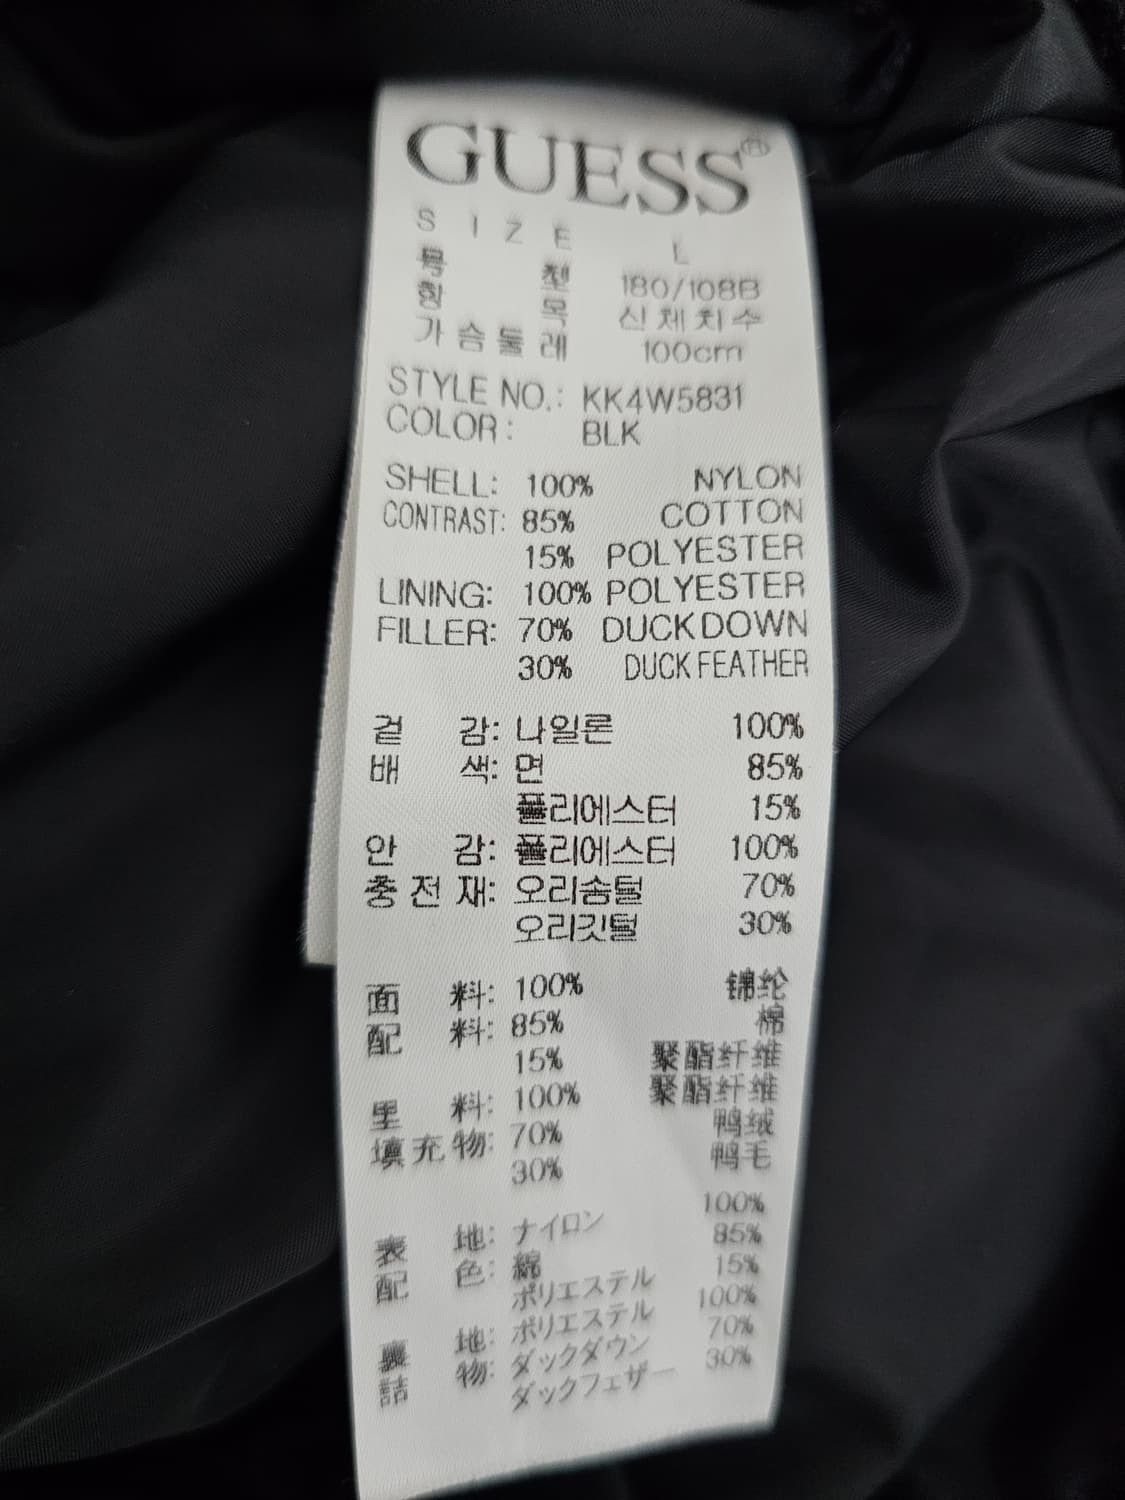 GUESS®
SIZE L
号 型 180/108B
항 목 신체치수
가슴둘레 100cm
STYLE NO.: KK4W5831
COLOR: BLK
SHELL: 100% NYLON
CONTRAST: 85% COTTON
15% POLYESTER
LINING: 100% POLYESTER
FILLER: 70% DUCK DOWN
30% DUCK FEATHER
겉 감: 나일론 100%
배 색: 면 85%
폴리에스터 15%
안 감: 폴리에스터 100%
충전재: 오리솜털 70%
오리깃털 30%
面 料: 100% 锦纶
配 料: 85% 棉
15% 聚酯纤维
里 料: 100% 聚酯纤维
填充物: 70% 鸭绒
30% 鸭毛
表 地: ナイロン 100%
配 色: 綿 85%
ポリエステル 15%
裏 地: ポリエステル 100%
詰 物: ダックダウン 70%
ダックフェザー 30%